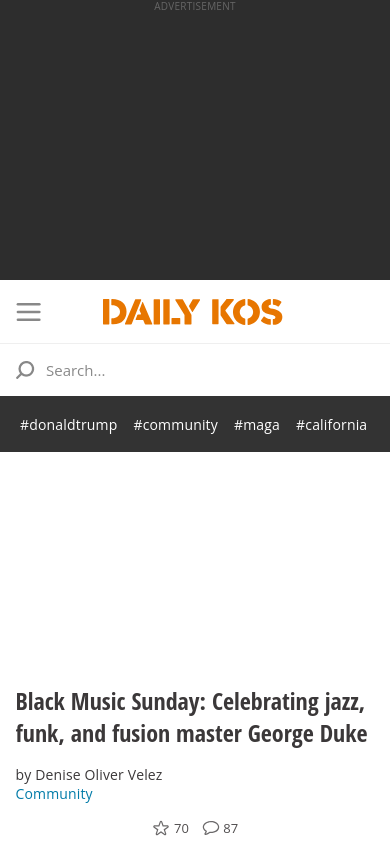 ADVERTISEMENT
DAILY KOS
Search...
#donaldtrump #community #maga #california
Black Music Sunday: Celebrating jazz,
funk, and fusion master George Duke
by Denise Oliver Velez
Community
70 87